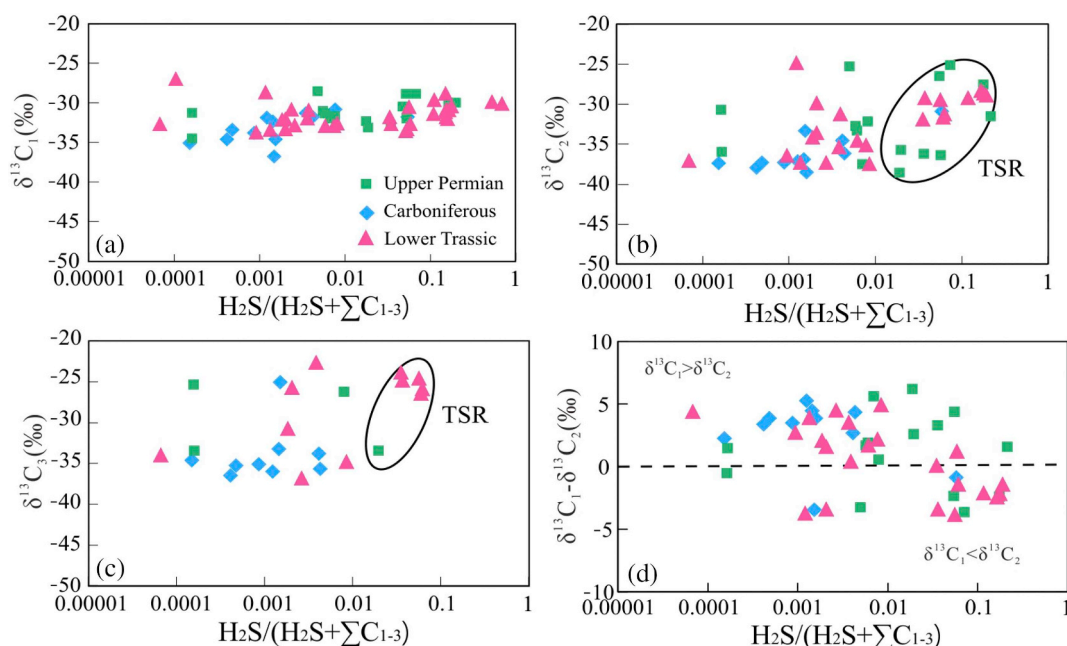 -20
-25
-30
-35
-40
-45
-50
δ¹³C₁(‰)
Upper Permian
Carboniferous
Lower Trassic
(a)
0.00001 0.0001 0.001 0.01 0.1 1
H₂S/(H₂S+∑C₁₋₃)
-20
-25
-30
-35
-40
-45
-50
δ¹³C₂(‰)
TSR
(b)
0.00001 0.0001 0.001 0.01 0.1 1
H₂S/(H₂S+∑C₁₋₃)
-20
-25
-30
-35
-40
-45
-50
δ¹³C₃(‰)
TSR
(c)
0.00001 0.0001 0.001 0.01 0.1 1
H₂S/(H₂S+∑C₁₋₃)
10
5
0
-5
-10
δ¹³C₁-δ¹³C₂(‰)
δ¹³C₁>δ¹³C₂
δ¹³C₁<δ¹³C₂
(d)
0.00001 0.0001 0.001 0.01 0.1 1
H₂S/(H₂S+∑C₁₋₃)